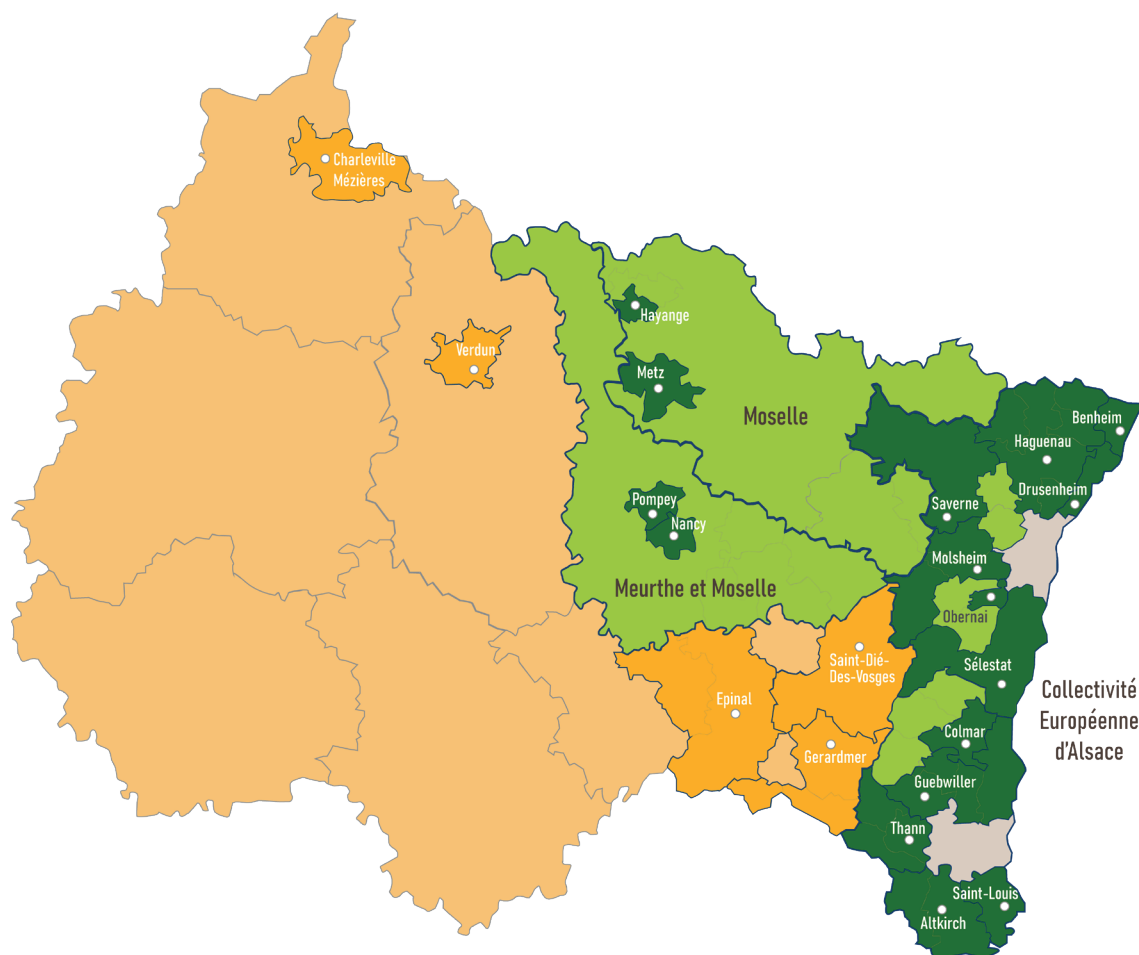 Charleville
Mézières
Verdun
Hayange
Metz
Moselle
Benheim
Haguenau
Drusenheim
Saverne
Pompey
Nancy
Molsheim
Meurthe et Moselle
Obernai
Saint-Dié-
Des-Vosges
Sélestat
Epinal
Collectivité
Européenne
d'Alsace
Colmar
Gerardmer
Guebwiller
Thann
Saint-Louis
Altkirch